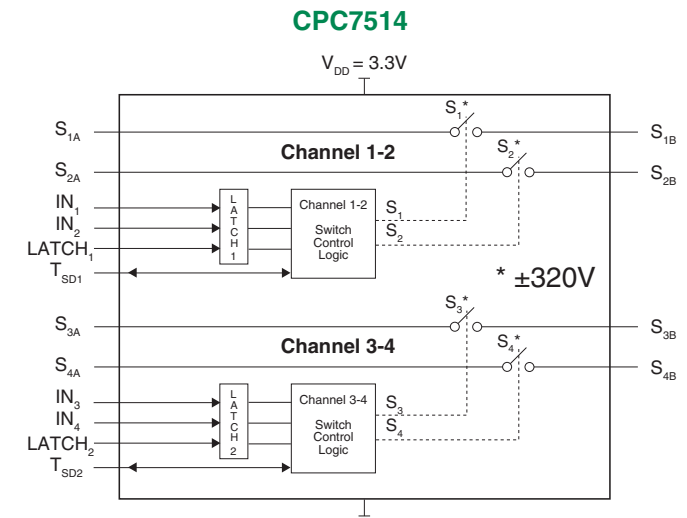 CPC7514
VDD = 3.3V
S1A
S1*
S1B
Channel 1-2
S2A
S2*
S2B
IN1
IN2
LATCH1
TSD1
LATCH 1
Channel 1-2
Switch
Control
Logic
S1
S2
* ±320V
S3A
S3*
S3B
Channel 3-4
S4A
S4*
S4B
IN3
IN4
LATCH2
TSD2
LATCH 2
Channel 3-4
Switch
Control
Logic
S3
S4